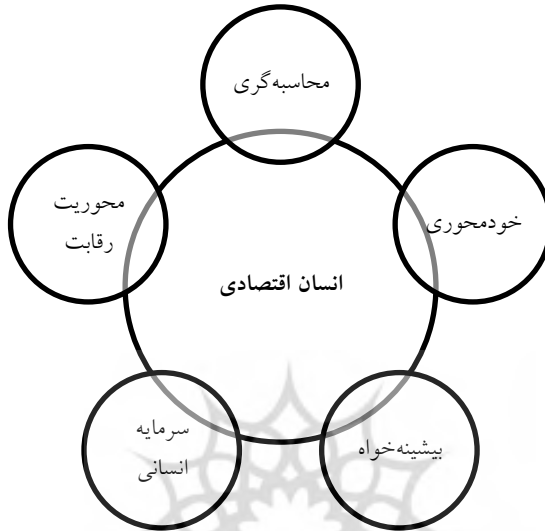 محاسبه‌گری
خودمحوری
محوریت
رقابت
انسان اقتصادی
بیشینه‌خواه
سرمایه
انسانی